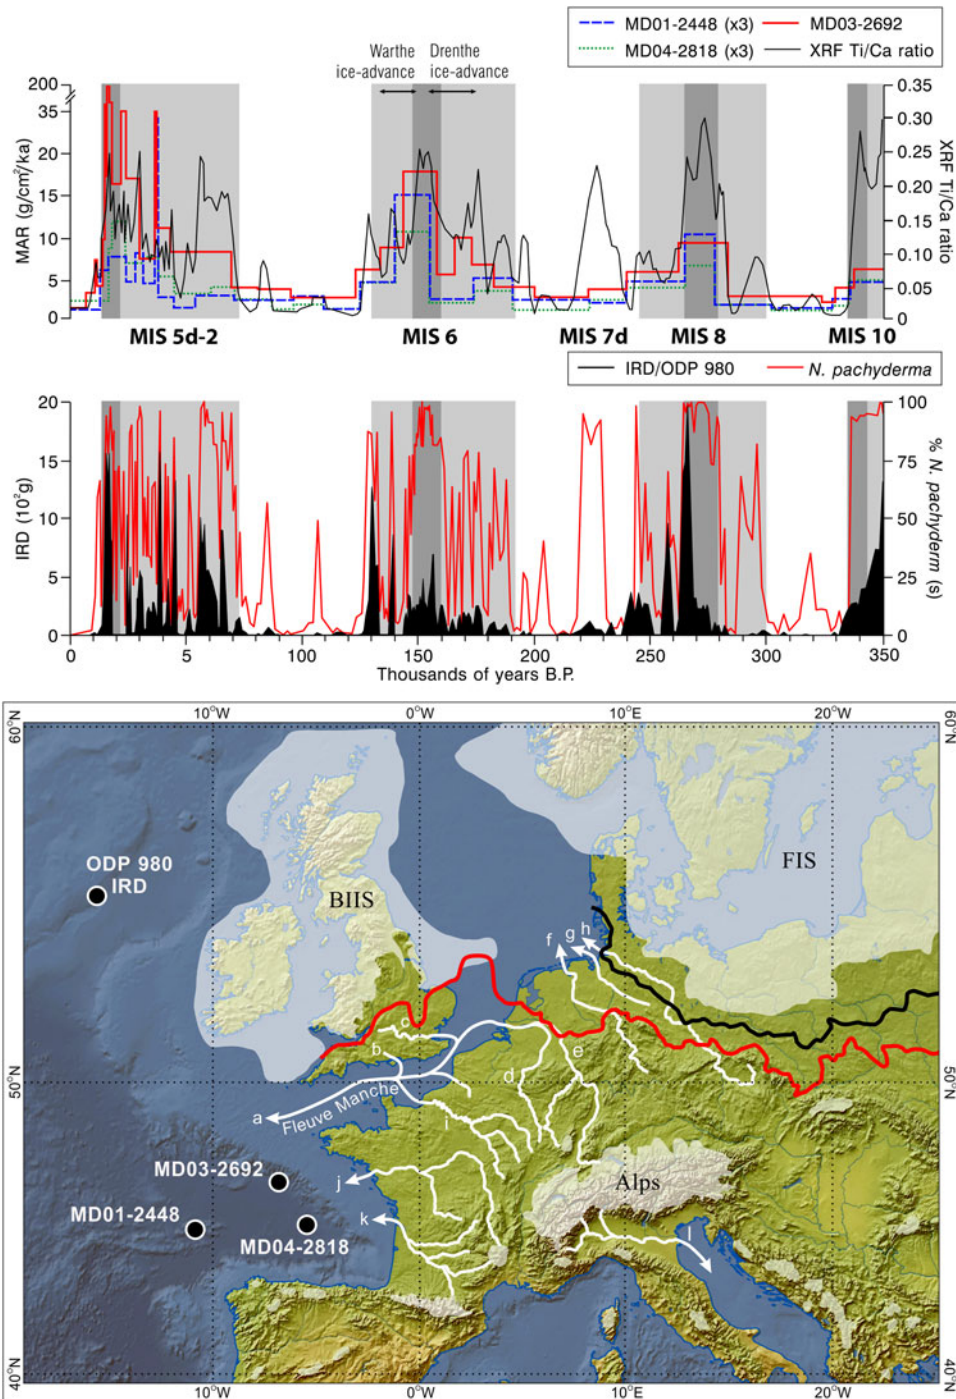 MD01-2448 (x3) MD03-2692
MD04-2818 (x3) XRF Ti/Ca ratio
Warthe Drenthe
ice-advance ice-advance
200 0.35
35
0.30
20 0.25
15 0.20
0.15
10 0.10
5 0.05
0 0
MAR (g/cm²/ka)
XRF Ti/Ca ratio
MIS 5d-2 MIS 6 MIS 7d MIS 8 MIS 10
IRD/ODP 980 N. pachyderma
20 100
15 75
10 50
5 25
0 0
IRD (10²g)
% N. pachyderm (s)
0 5 100 150 200 250 300 350
Thousands of years B.P.
10°W 0°W 10°E 20°W
60°N 60°N
ODP 980
IRD
BIIS
FIS
f g h
c
b
e
50°N 50°N
d
a Fleuve Manche
i
MD03-2692
j
Alps
MD01-2448
k
MD04-2818
l
40°N 40°N
10°W 0°W 10°E 20°W